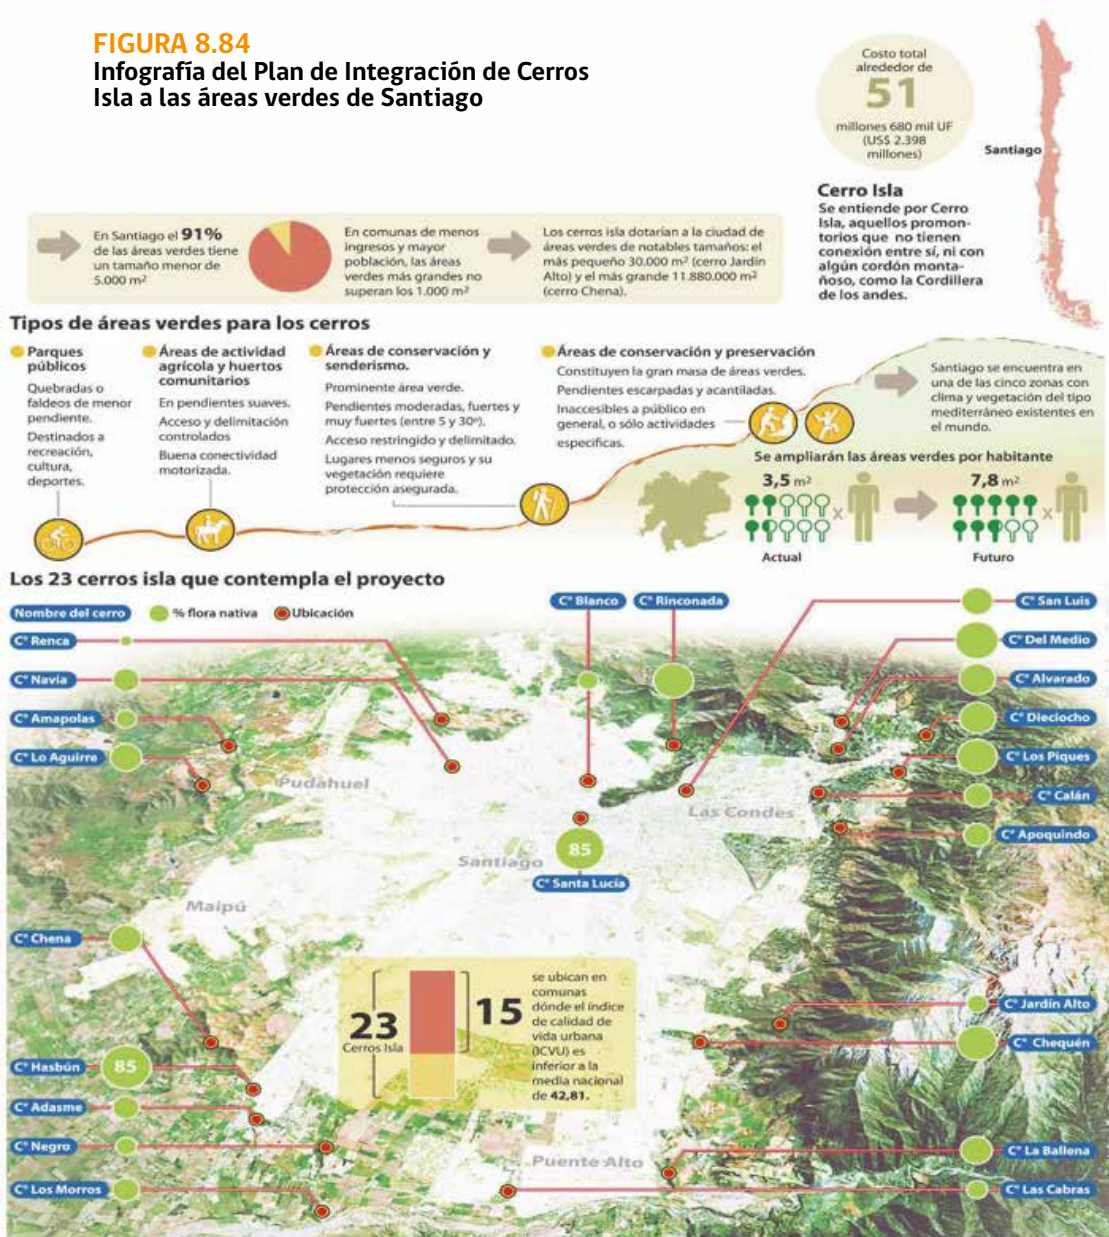 FIGURA 8.84
Infografía del Plan de Integración de Cerros
Isla a las áreas verdes de Santiago
Costo total
alrededor de
51
millones 680 mil UF
(US$ 2.398
millones)
Santiago
Cerro Isla
Se entiende por Cerro
Isla, aquellos promon-
torios que no tienen
conexión entre sí, ni con
algún cordón monta-
ñoso, como la Cordillera
de los andes.
En Santiago el 91%
de las áreas verdes tiene
un tamaño menor de
5.000 m²
En comunas de menos
ingresos y mayor
población, las áreas
verdes más grandes no
superan los 1.000 m²
Los cerros isla dotarían a la ciudad de
áreas verdes de notables tamaños: el
más pequeño 30.000 m² (cerro Jardín
Alto) y el más grande 11.880.000 m²
(cerro Chena).
Tipos de áreas verdes para los cerros
Parques
públicos
Quebradas o
faldeos de menor
pendiente.
Destinados a
recreación,
cultura,
deportes.
Áreas de actividad
agrícola y huertos
comunitarios
En pendientes suaves.
Acceso y delimitación
controlados
Buena conectividad
motorizada.
Áreas de conservación y
senderismo.
Prominente área verde.
Pendientes moderadas, fuertes y
muy fuertes (entre 5 y 30º).
Acceso restringido y delimitado.
Lugares menos seguros y su
vegetación requiere
protección asegurada.
Áreas de conservación y preservación
Constituyen la gran masa de áreas verdes.
Pendientes escarpadas y acantiladas.
Inaccesibles a público en
general, o sólo actividades
específicas.
Santiago se encuentra en
una de las cinco zonas con
clima y vegetación del tipo
mediterráneo existentes en
el mundo.
Se ampliarán las áreas verdes por habitante
3,5 m²
x
Actual
7,8 m²
x
Futuro
Los 23 cerros isla que contempla el proyecto
Nombre del cerro
% flora nativa
Ubicación
Cº Blanco
Cº Rinconada
Cº San Luis
Cº Renca
Cº Del Medio
Cº Navia
Cº Alvarado
Cº Amapolas
Cº Dieciocho
Cº Lo Aguirre
Cº Los Piques
Pudahuel
Cº Calán
Las Condes
Cº Apoquindo
85
Santiago
Cº Santa Lucía
Maipú
Cº Chena
23
Cerros Isla
15
se ubican en
comunas
dónde el índice
de calidad de
vida urbana
(ICVU) es
inferior a la
media nacional
de 42,81.
Cº Jardín Alto
Cº Chequén
Cº Hasbún
85
Cº Adasme
Cº Negro
Cº La Ballena
Puente Alto
Cº Los Morros
Cº Las Cabras